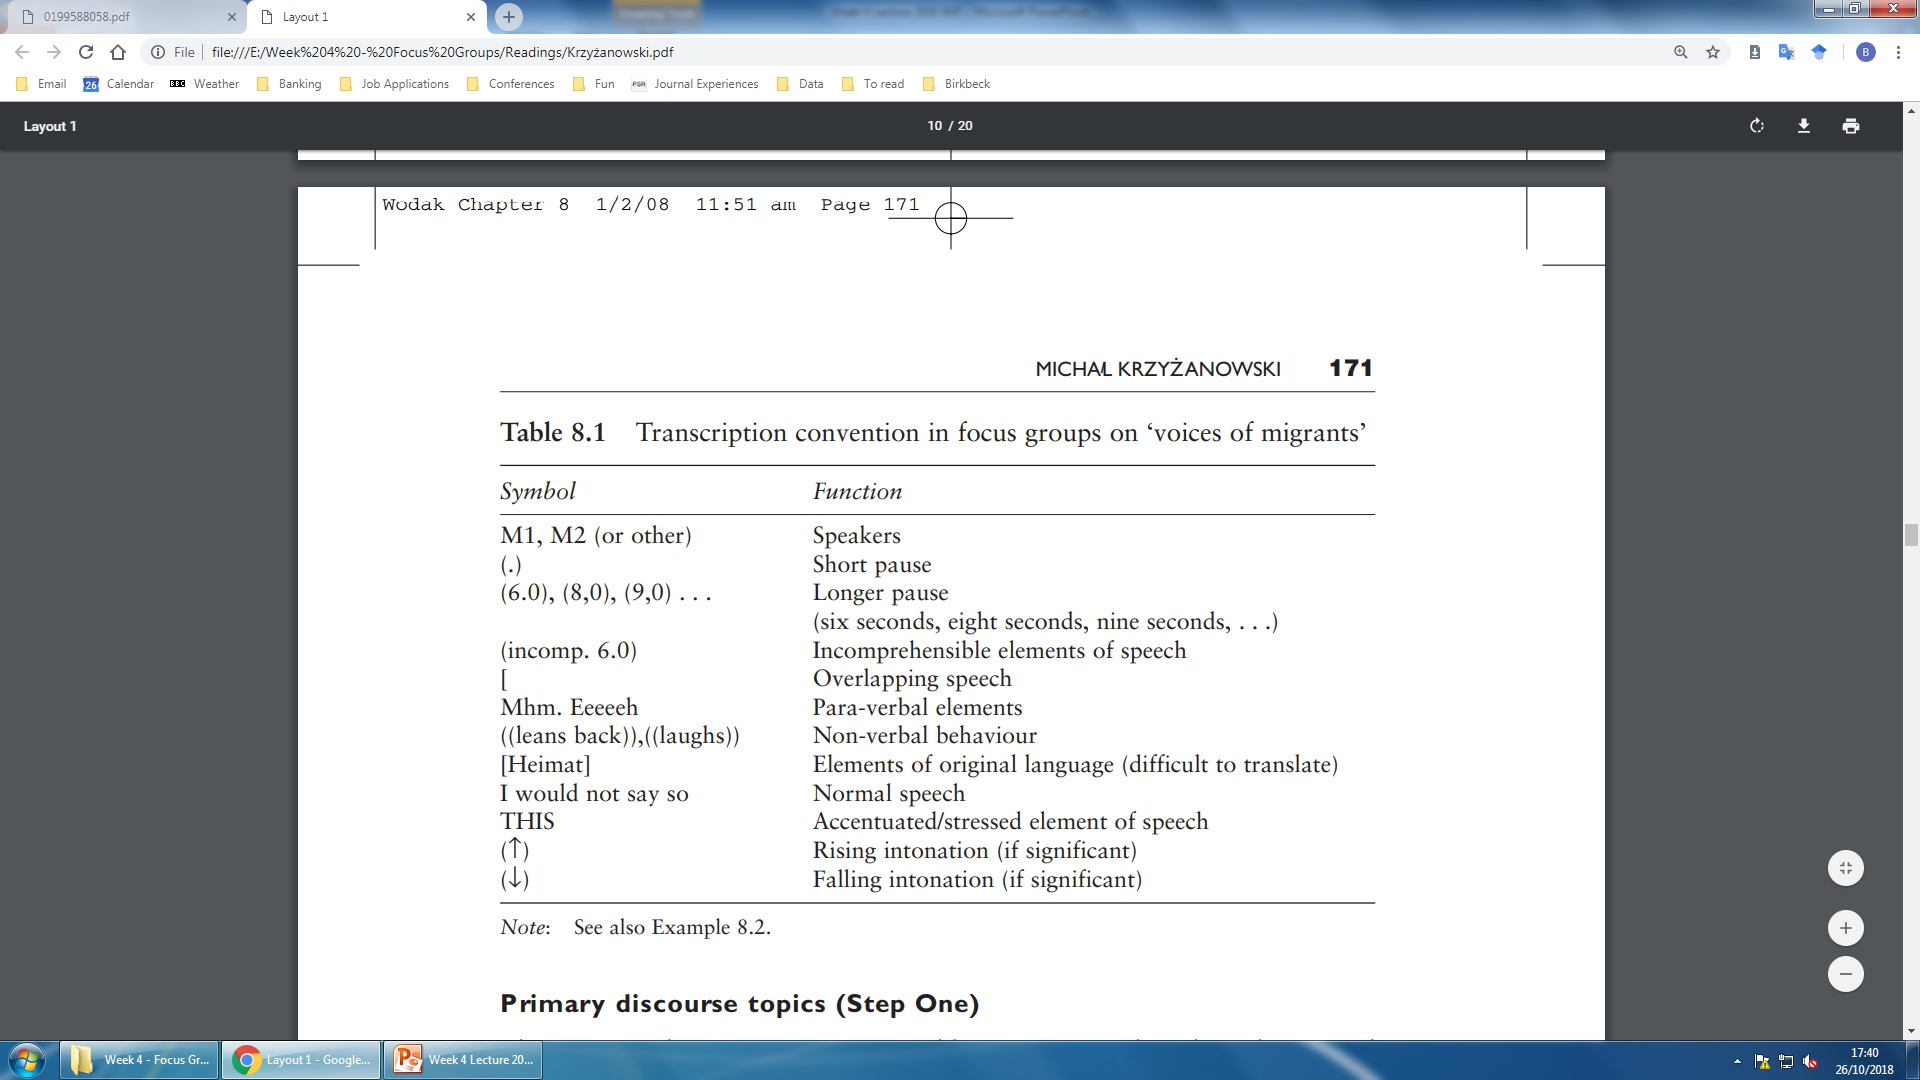 0199588058.pdf
Layout 1
File
file:///E:/Week%204%20-%20Focus%20Groups/Readings/Krzyżanowski.pdf
B
Email
26 Calendar
BBC Weather
Banking
Job Applications
Conferences
Fun
PSA Journal Experiences
Data
To read
Birkbeck
Layout 1
10 / 20
Wodak Chapter 8 1/2/08 11:51 am Page 171
MICHAŁ KRZYŻANOWSKI 171
Table 8.1 Transcription convention in focus groups on ‘voices of migrants’
Symbol Function
M1, M2 (or other) Speakers
(.) Short pause
(6.0), (8,0), (9,0) . . . Longer pause
(six seconds, eight seconds, nine seconds, . . .)
(incomp. 6.0) Incomprehensible elements of speech
[ Overlapping speech
Mhm. Eeeeeh Para-verbal elements
((leans back)),((laughs)) Non-verbal behaviour
[Heimat] Elements of original language (difficult to translate)
I would not say so Normal speech
THIS Accentuated/stressed element of speech
(↑) Rising intonation (if significant)
(↓) Falling intonation (if significant)
Note: See also Example 8.2.
Primary discourse topics (Step One)
Week 4 - Focus Gr...
Layout 1 - Google...
Week 4 Lecture 20...
17:40
26/10/2018